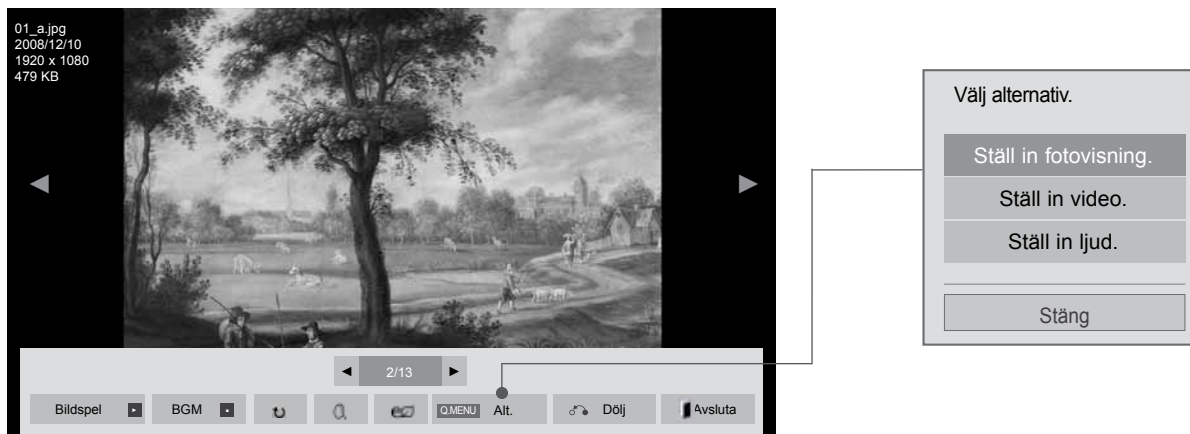 01_a.jpg
2008/12/10
1920 x 1080
479 KB
2/13
Bildspel BGM Q.MENU Alt. Dölj Avsluta
Välj alternativ.
Ställ in fotovisning.
Ställ in video.
Ställ in ljud.
Stäng